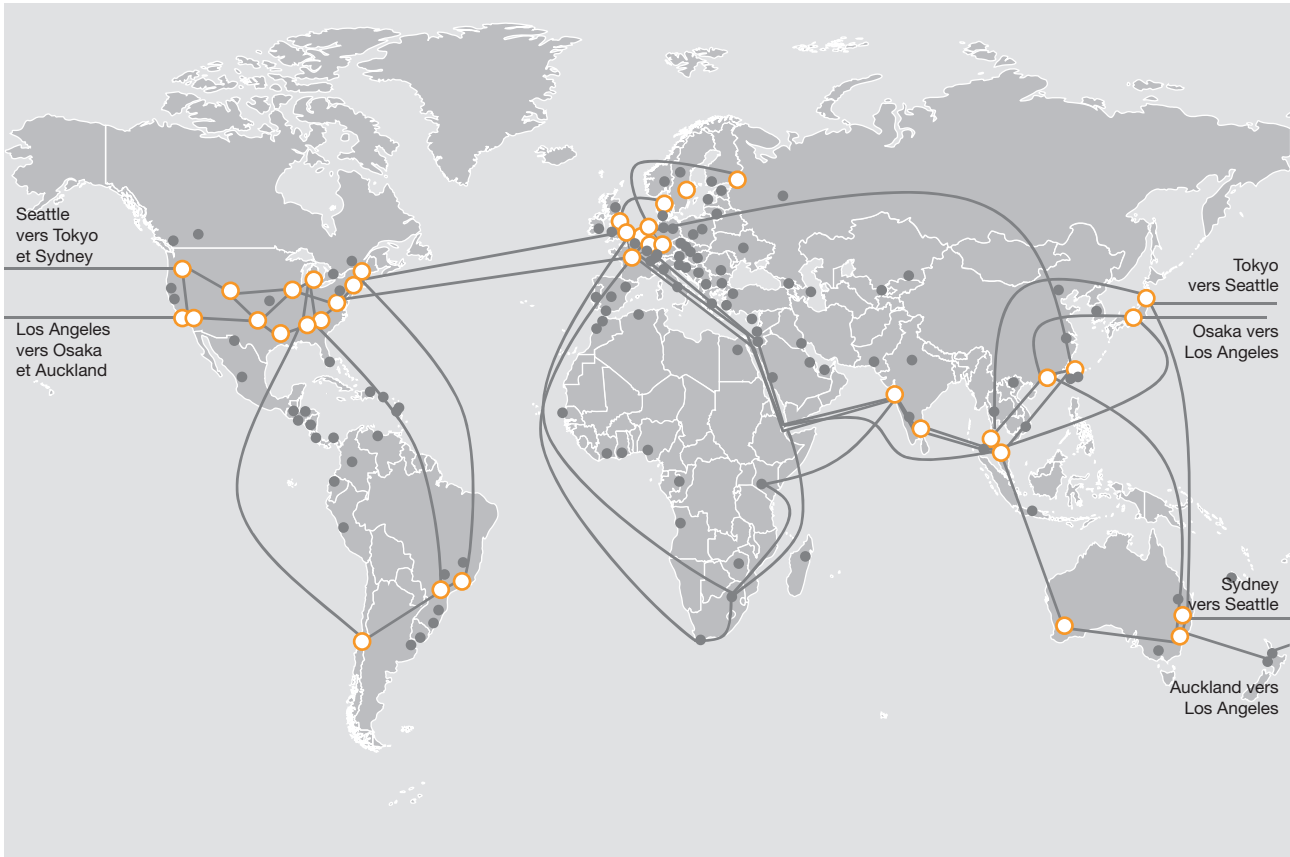 Seattle
vers Tokyo
et Sydney
Los Angeles
vers Osaka
et Auckland
Tokyo
vers Seattle
Osaka vers
Los Angeles
Sydney
vers Seattle
Auckland vers
Los Angeles